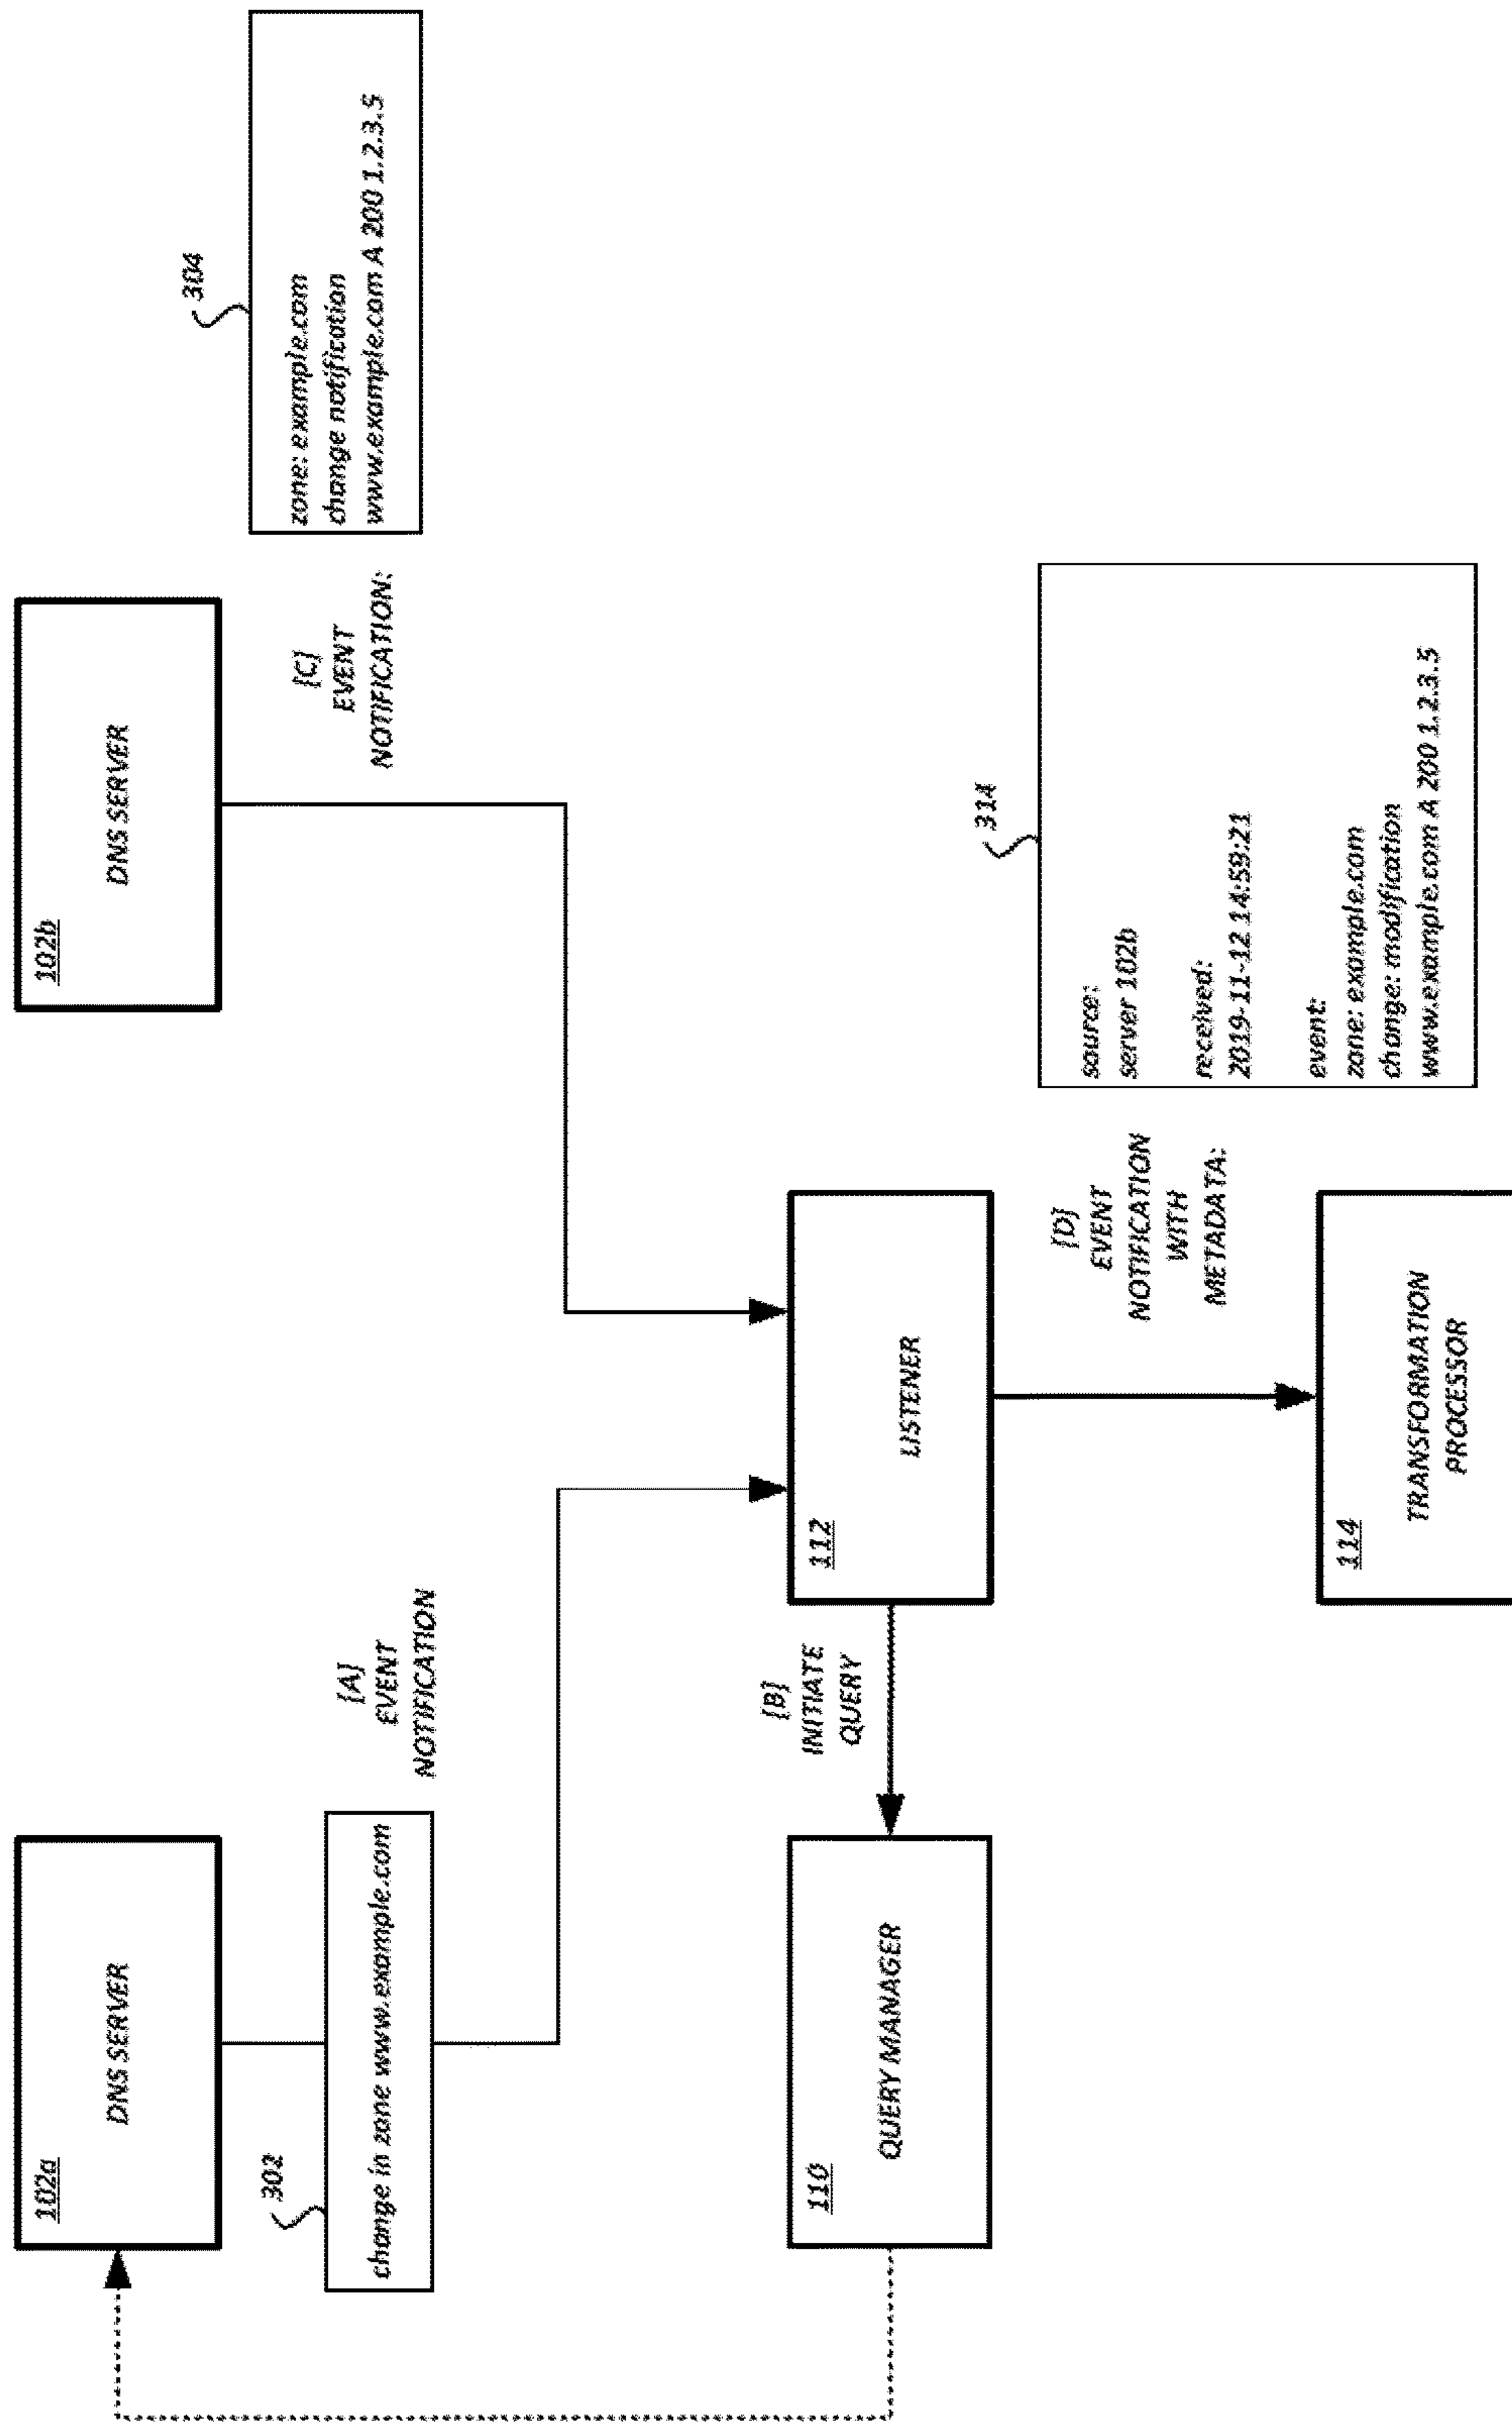 102a
DNS SERVER
302
change in zone www.example.com
[A]
EVENT
NOTIFICATION
102b
DNS SERVER
[C]
EVENT
NOTIFICATION:
304
zone: example.com
change notification
www.example.com A 200 1.2.3.5
110
QUERY MANAGER
[B]
INITIATE
QUERY
112
LISTENER
[D]
EVENT
NOTIFICATION
WITH
METADATA:
314
source:
server 102b
received:
2019-11-12 14:59:21
event:
zone: example.com
change: modification
www.example.com A 200 1.2.3.5
114
TRANSFORMATION
PROCESSOR